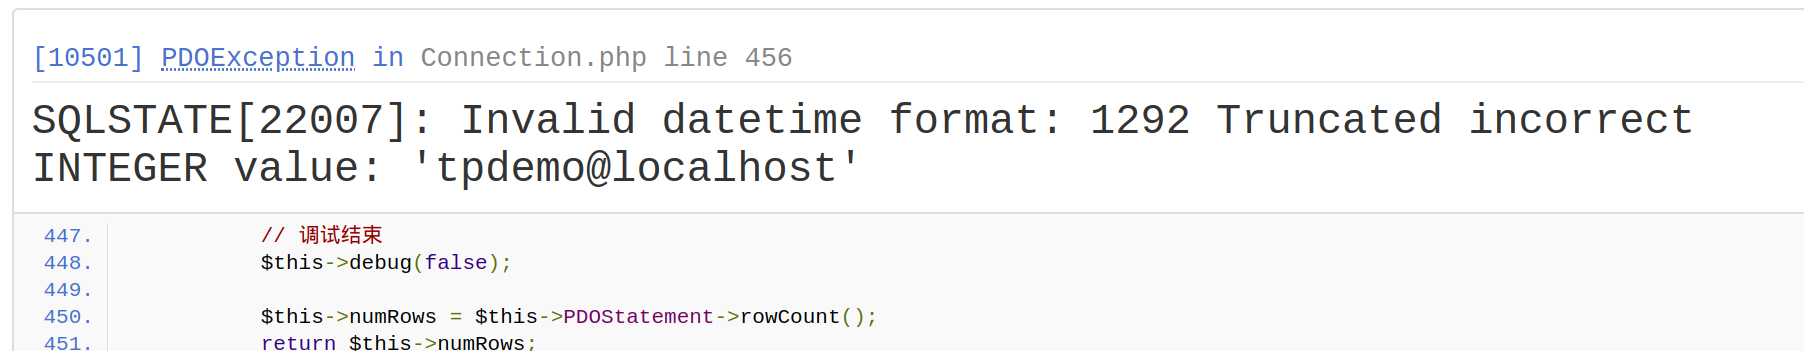 [10501] PDOException in Connection.php line 456
SQLSTATE[22007]: Invalid datetime format: 1292 Truncated incorrect
INTEGER value: 'tpdemo@localhost'
447. // 调试结束
448. $this->debug(false);
449.
450. $this->numRows = $this->PDOStatement->rowCount();
451. return $this->numRows;